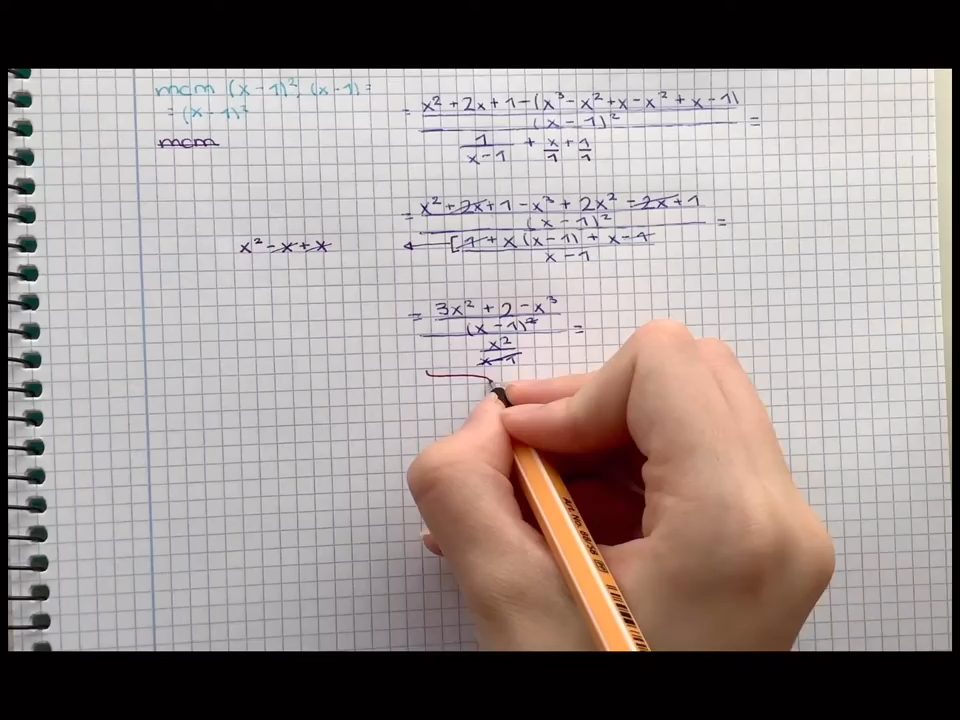 mcm (x-1)², (x-1) =
= (x-1)²
mcm
= x² + 2x + 1 - (x³ - x² + x - x² + x - 1)
(x - 1)² =
1/x-1 + x/1 + 1/1
= x² + 2x + 1 - x³ + 2x² - 2x + 1
(x - 1)² =
x² - x + x ← [1 + x (x-1) + x - 1
x - 1
= 3x² + 2 - x³
(x - 1)² =
x²
x-1